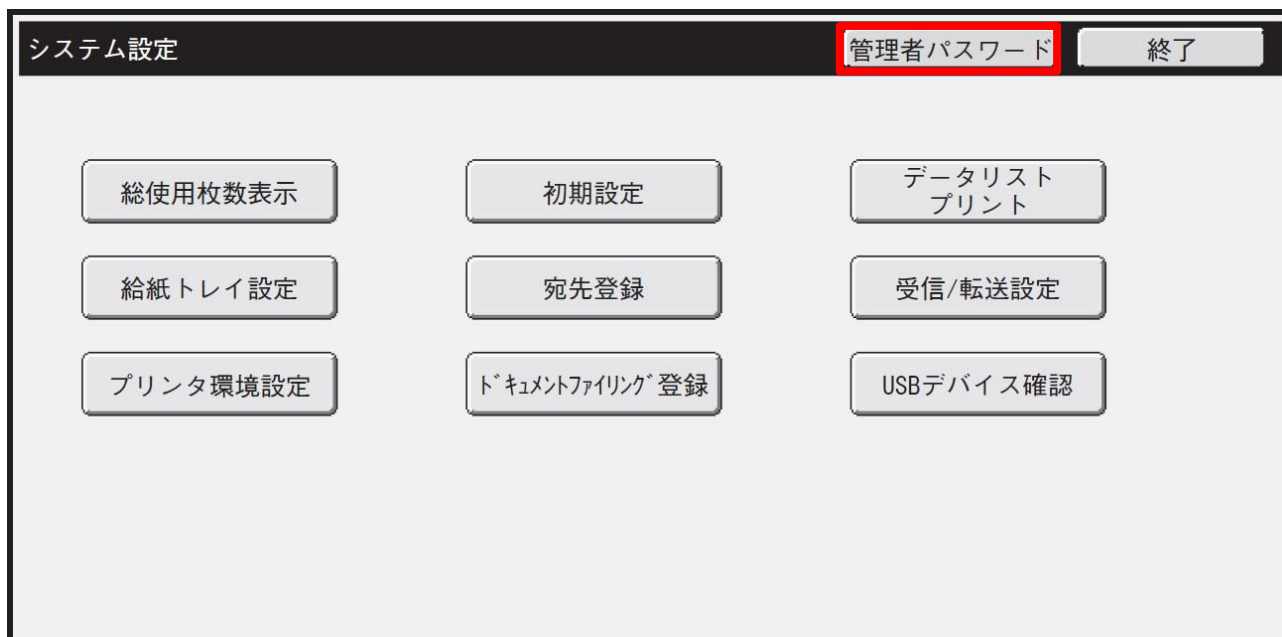 システム設定
管理者パスワード
終了
総使用枚数表示
初期設定
データリスト
プリント
給紙トレイ設定
宛先登録
受信/転送設定
プリンタ環境設定
ﾄﾞｷｭﾒﾝﾄﾌｧｲﾘﾝｸﾞ登録
USBデバイス確認